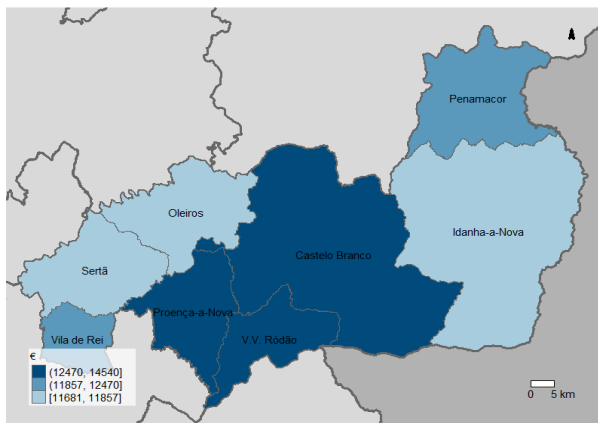 Penamacor
Oleiros
Idanha-a-Nova
Castelo Branco
Sertã
Proença-a-Nova
Vila de Rei
V.V. Ródão
€
(12470, 14540]
(11857, 12470]
[11681, 11857]
0 5 km